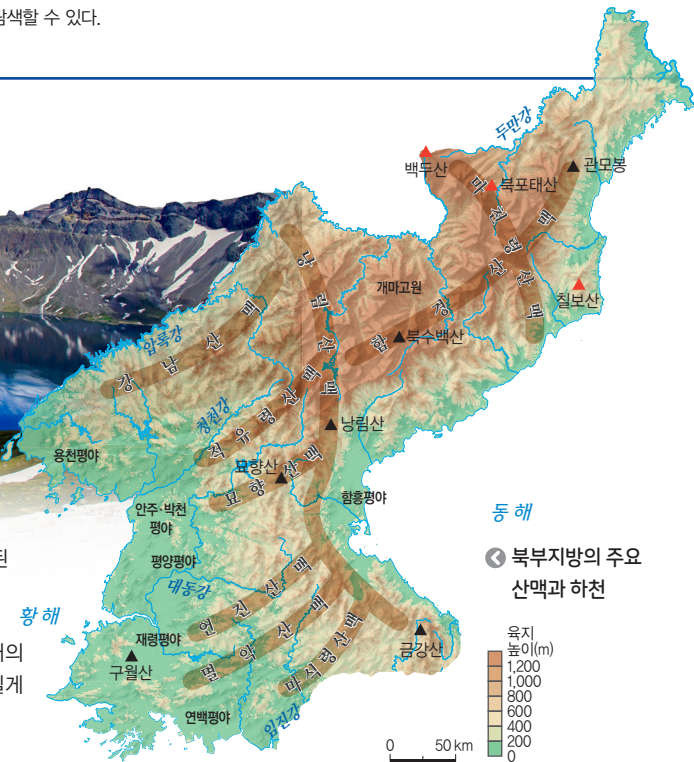 탐색할 수 있다.
두만강
백두산
북포태산
관모봉
마천령산맥
칠보산
함경산맥
개마고원
북수백산
낭림산맥
압록강
강남산맥
청천강
적유령산맥
낭림산
묘향산
묘향산맥
용천평야
안주·박천
평야
함흥평야
동해
평양평야
대동강
언진산맥
황해
재령평야
구월산
멸악산맥
마식령산맥
금강산
연백평야
임진강
된
북부지방의 주요
산맥과 하천
육지
높이(m)
1,200
1,000
800
600
400
200
0
0 50 km